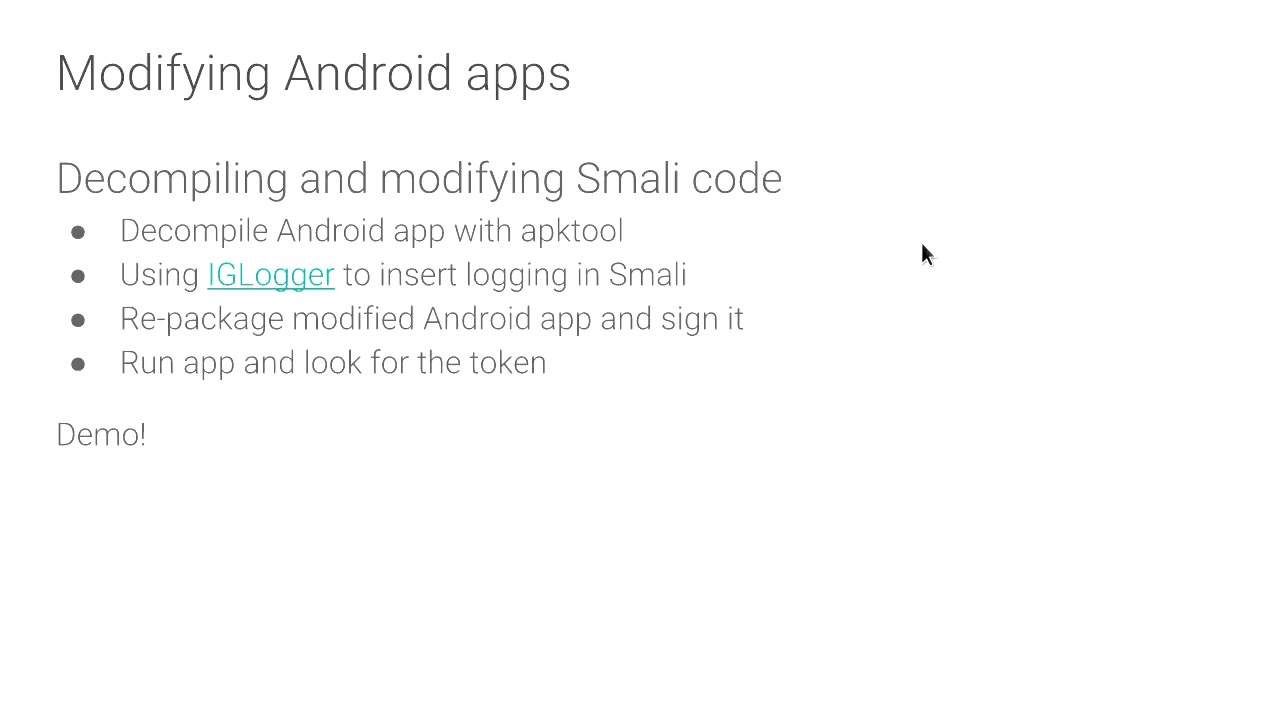 Modifying Android apps
Decompiling and modifying Smali code
● Decompile Android app with apktool
● Using IGLogger to insert logging in Smali
● Re-package modified Android app and sign it
● Run app and look for the token
Demo!